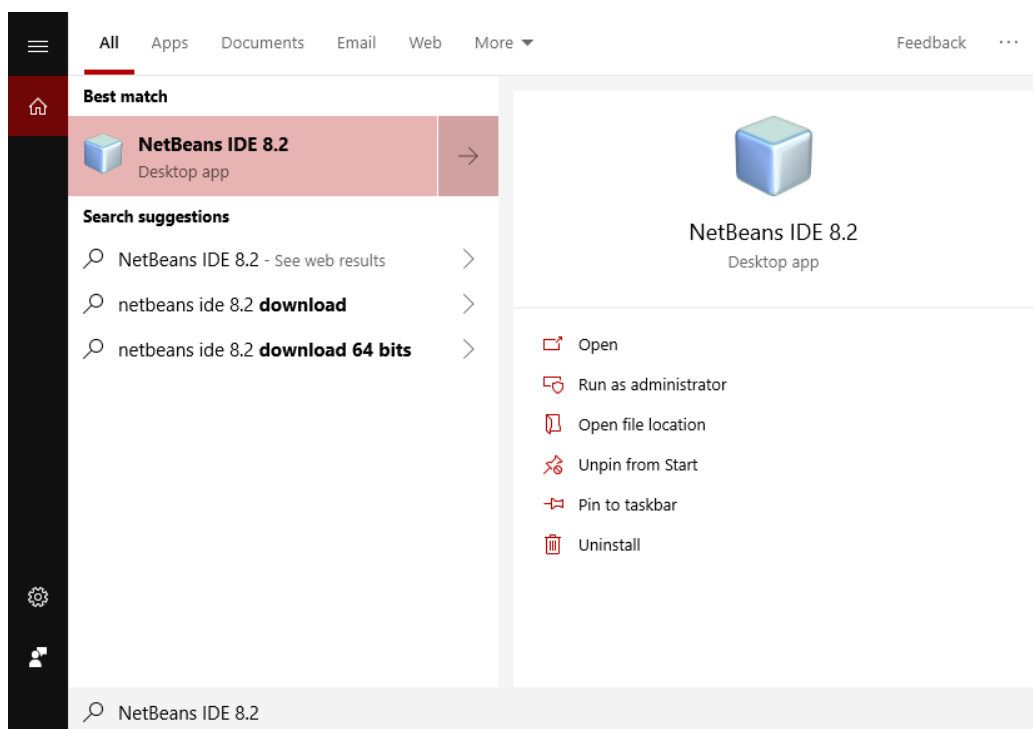 All Apps Documents Email Web More Feedback ...
Best match
NetBeans IDE 8.2
Desktop app
Search suggestions
NetBeans IDE 8.2 - See web results
netbeans ide 8.2 download
netbeans ide 8.2 download 64 bits
NetBeans IDE 8.2
Desktop app
Open
Run as administrator
Open file location
Unpin from Start
Pin to taskbar
Uninstall
NetBeans IDE 8.2